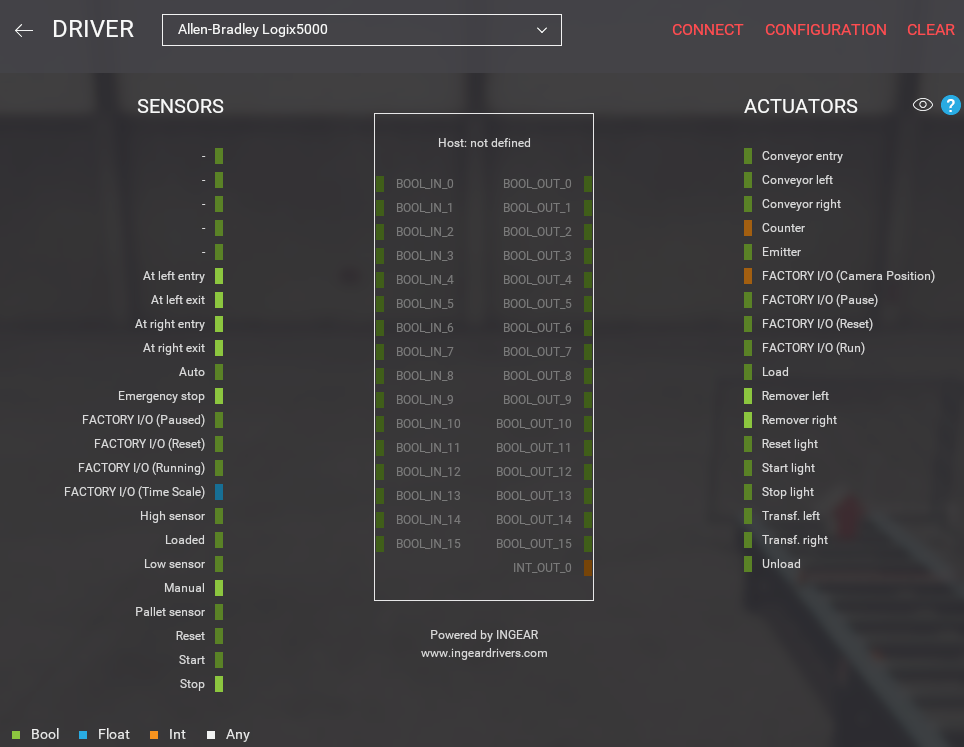 DRIVER
Allen-Bradley Logix5000
CONNECT CONFIGURATION CLEAR
SENSORS
-
-
-
-
-
At left entry
At left exit
At right entry
At right exit
Auto
Emergency stop
FACTORY I/O (Paused)
FACTORY I/O (Reset)
FACTORY I/O (Running)
FACTORY I/O (Time Scale)
High sensor
Loaded
Low sensor
Manual
Pallet sensor
Reset
Start
Stop
Host: not defined
BOOL_IN_0 BOOL_OUT_0
BOOL_IN_1 BOOL_OUT_1
BOOL_IN_2 BOOL_OUT_2
BOOL_IN_3 BOOL_OUT_3
BOOL_IN_4 BOOL_OUT_4
BOOL_IN_5 BOOL_OUT_5
BOOL_IN_6 BOOL_OUT_6
BOOL_IN_7 BOOL_OUT_7
BOOL_IN_8 BOOL_OUT_8
BOOL_IN_9 BOOL_OUT_9
BOOL_IN_10 BOOL_OUT_10
BOOL_IN_11 BOOL_OUT_11
BOOL_IN_12 BOOL_OUT_12
BOOL_IN_13 BOOL_OUT_13
BOOL_IN_14 BOOL_OUT_14
BOOL_IN_15 BOOL_OUT_15
INT_OUT_0
Powered by INGEAR
www.ingeardrivers.com
ACTUATORS
?
Conveyor entry
Conveyor left
Conveyor right
Counter
Emitter
FACTORY I/O (Camera Position)
FACTORY I/O (Pause)
FACTORY I/O (Reset)
FACTORY I/O (Run)
Load
Remover left
Remover right
Reset light
Start light
Stop light
Transf. left
Transf. right
Unload
Bool Float Int Any